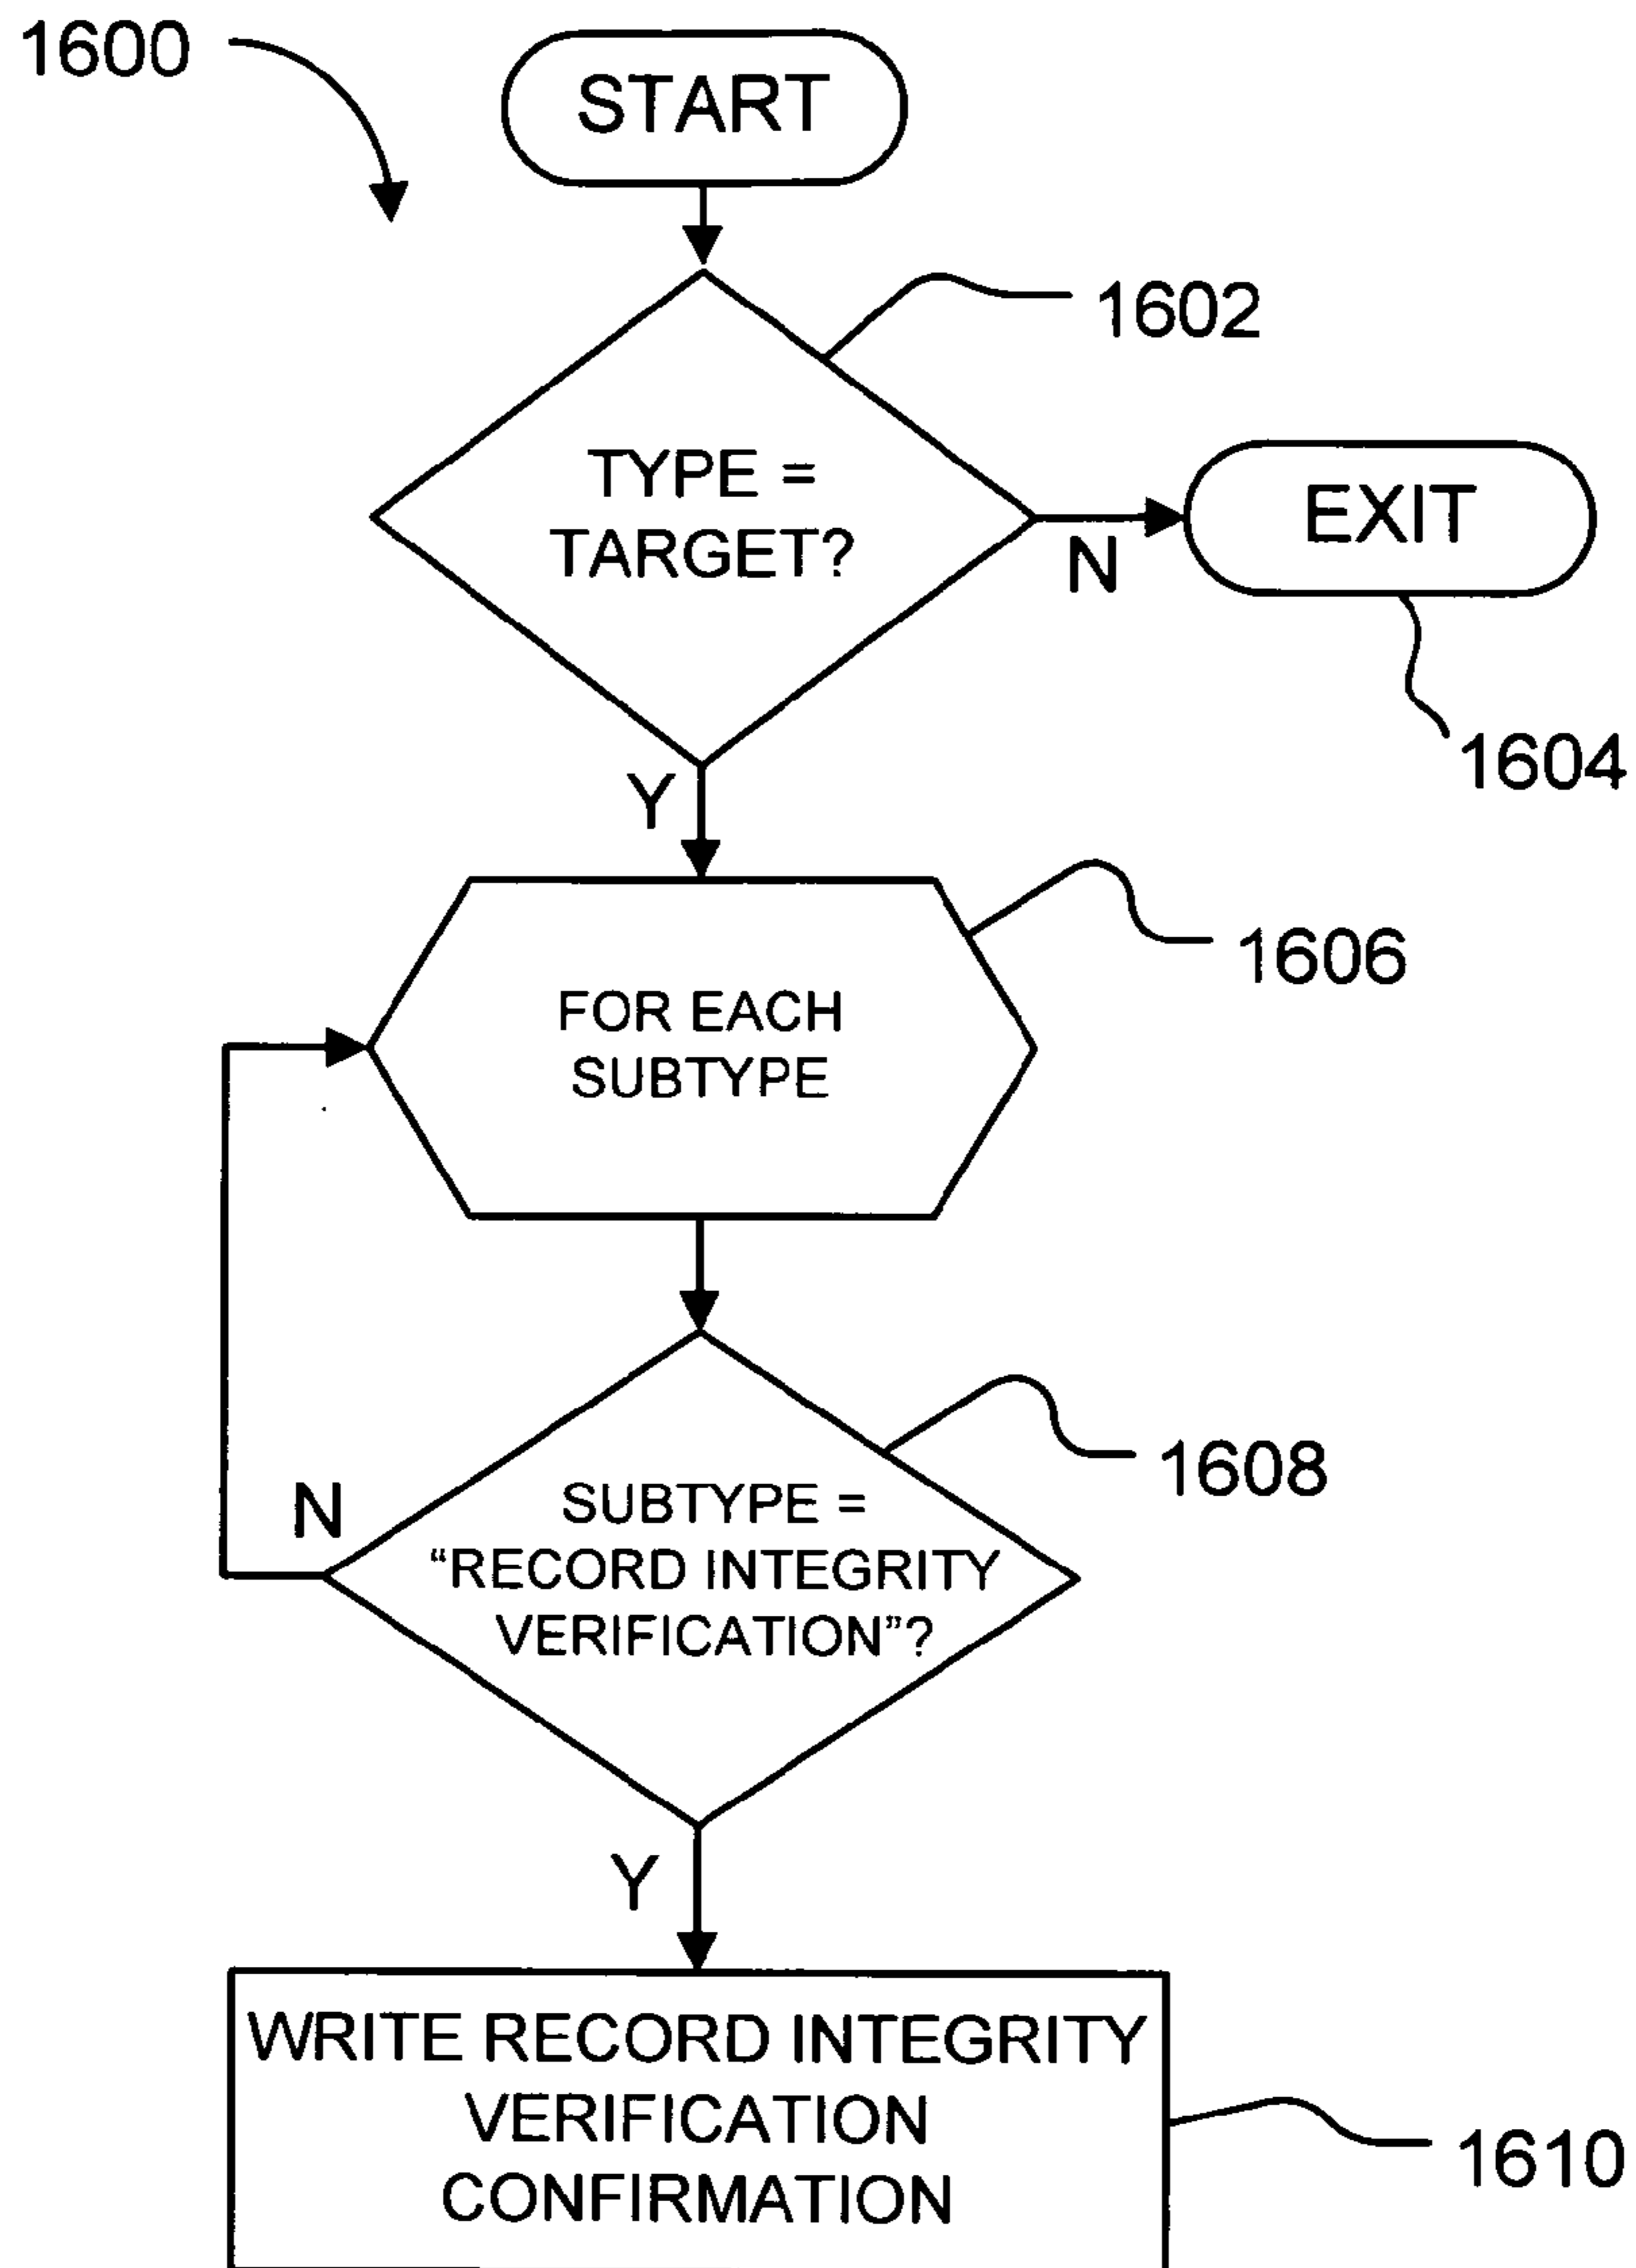 1600
START
1602
TYPE =
TARGET?
N
EXIT
1604
Y
1606
FOR EACH
SUBTYPE
1608
N
SUBTYPE =
“RECORD INTEGRITY
VERIFICATION”?
Y
WRITE RECORD INTEGRITY
VERIFICATION
CONFIRMATION
1610